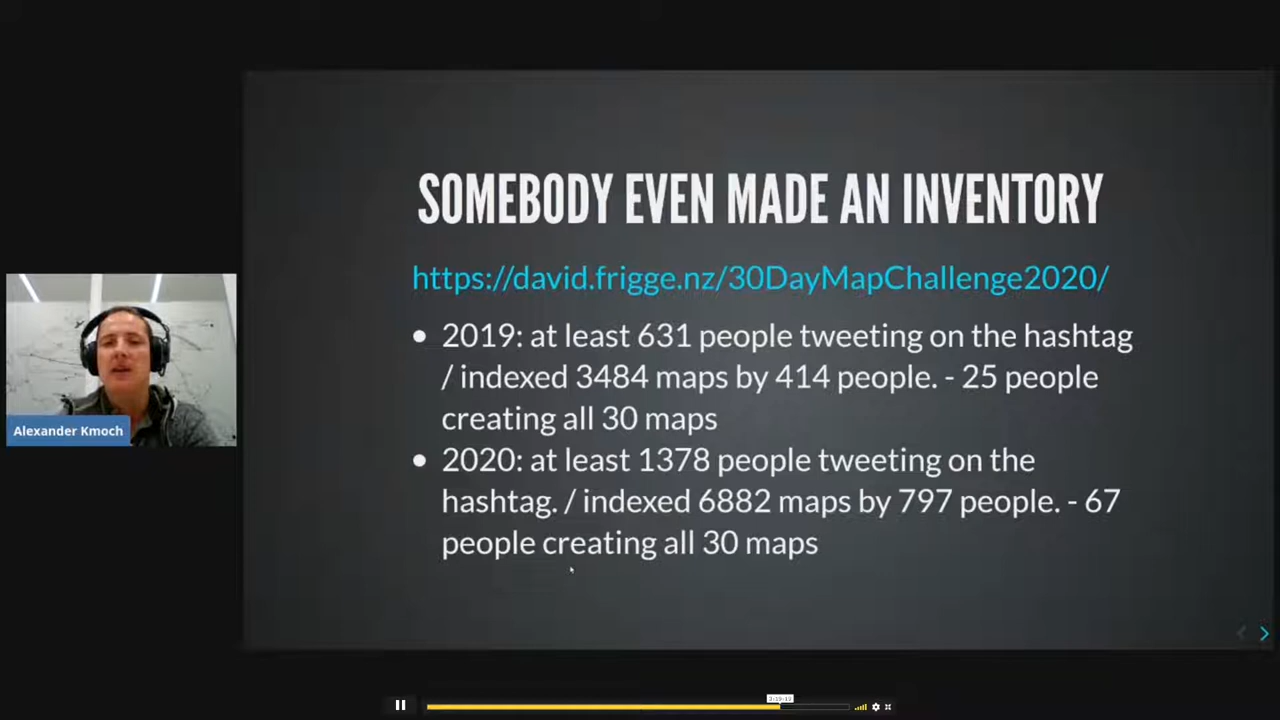 SOMEBODY EVEN MADE AN INVENTORY
https://david.frigge.nz/30DayMapChallenge2020/
• 2019: at least 631 people tweeting on the hashtag
/ indexed 3484 maps by 414 people. - 25 people
creating all 30 maps
• 2020: at least 1378 people tweeting on the
hashtag. / indexed 6882 maps by 797 people. - 67
people creating all 30 maps
Alexander Kmoch